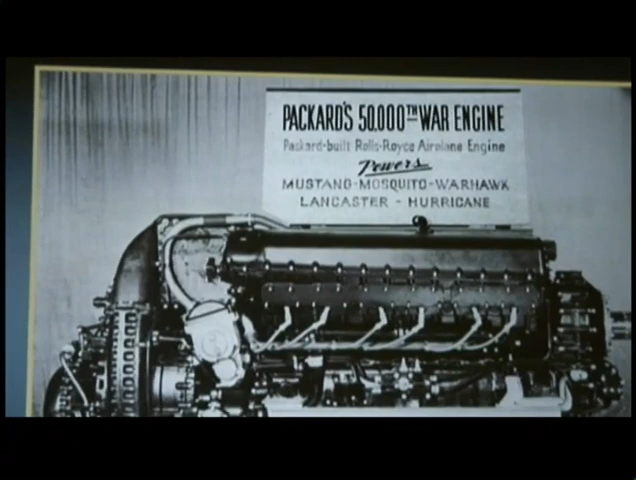 PACKARD'S 50,000TH WAR ENGINE
Packard-built Rolls-Royce Airplane Engine
Powers
MUSTANG-MOSQUITO-WARHAWK
LANCASTER - HURRICANE